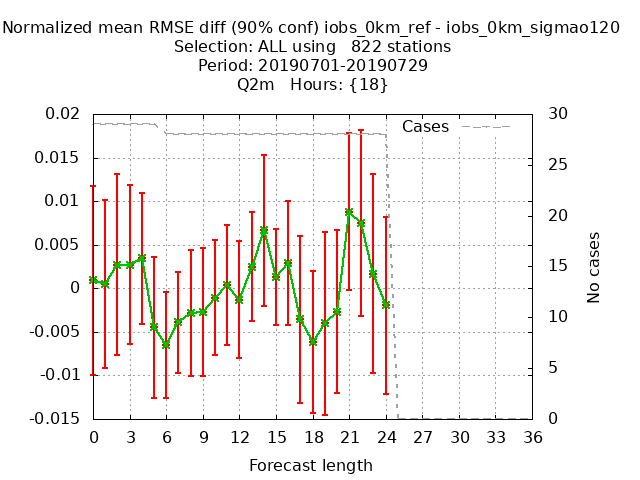 Normalized mean RMSE diff (90% conf) iobs_0km_ref - iobs_0km_sigmao120
Selection: ALL using   822 stations
Period: 20190701-20190729
Q2m   Hours: {18}
Cases
0.02
0.015
0.01
0.005
0
-0.005
-0.01
-0.015
30
25
20
15
10
5
0
No cases
0 3 6 9 12 15 18 21 24 27 30 33 36
Forecast length